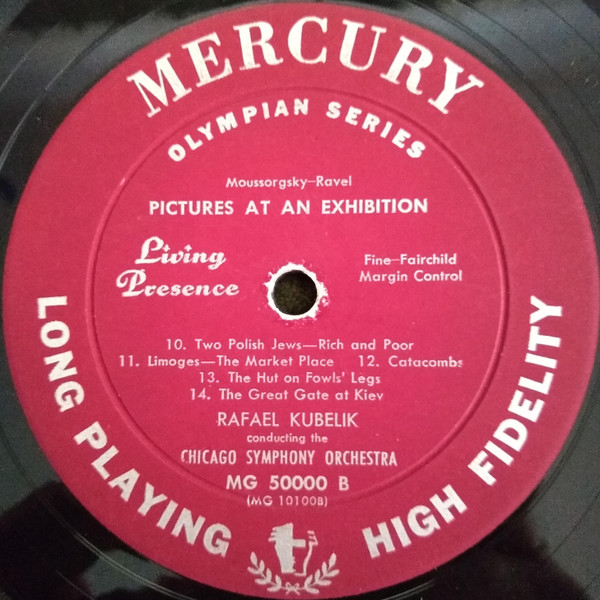 MERCURY
OLYMPIAN SERIES
Moussorgsky–Ravel
PICTURES AT AN EXHIBITION
Living
Presence
Fine–Fairchild
Margin Control
10. Two Polish Jews—Rich and Poor
11. Limoges—The Market Place 12. Catacombs
13. The Hut on Fowls' Legs
14. The Great Gate at Kiev
RAFAEL KUBELIK
conducting the
CHICAGO SYMPHONY ORCHESTRA
MG 50000 B
(MG 10100B)
LONG PLAYING
HIGH FIDELITY